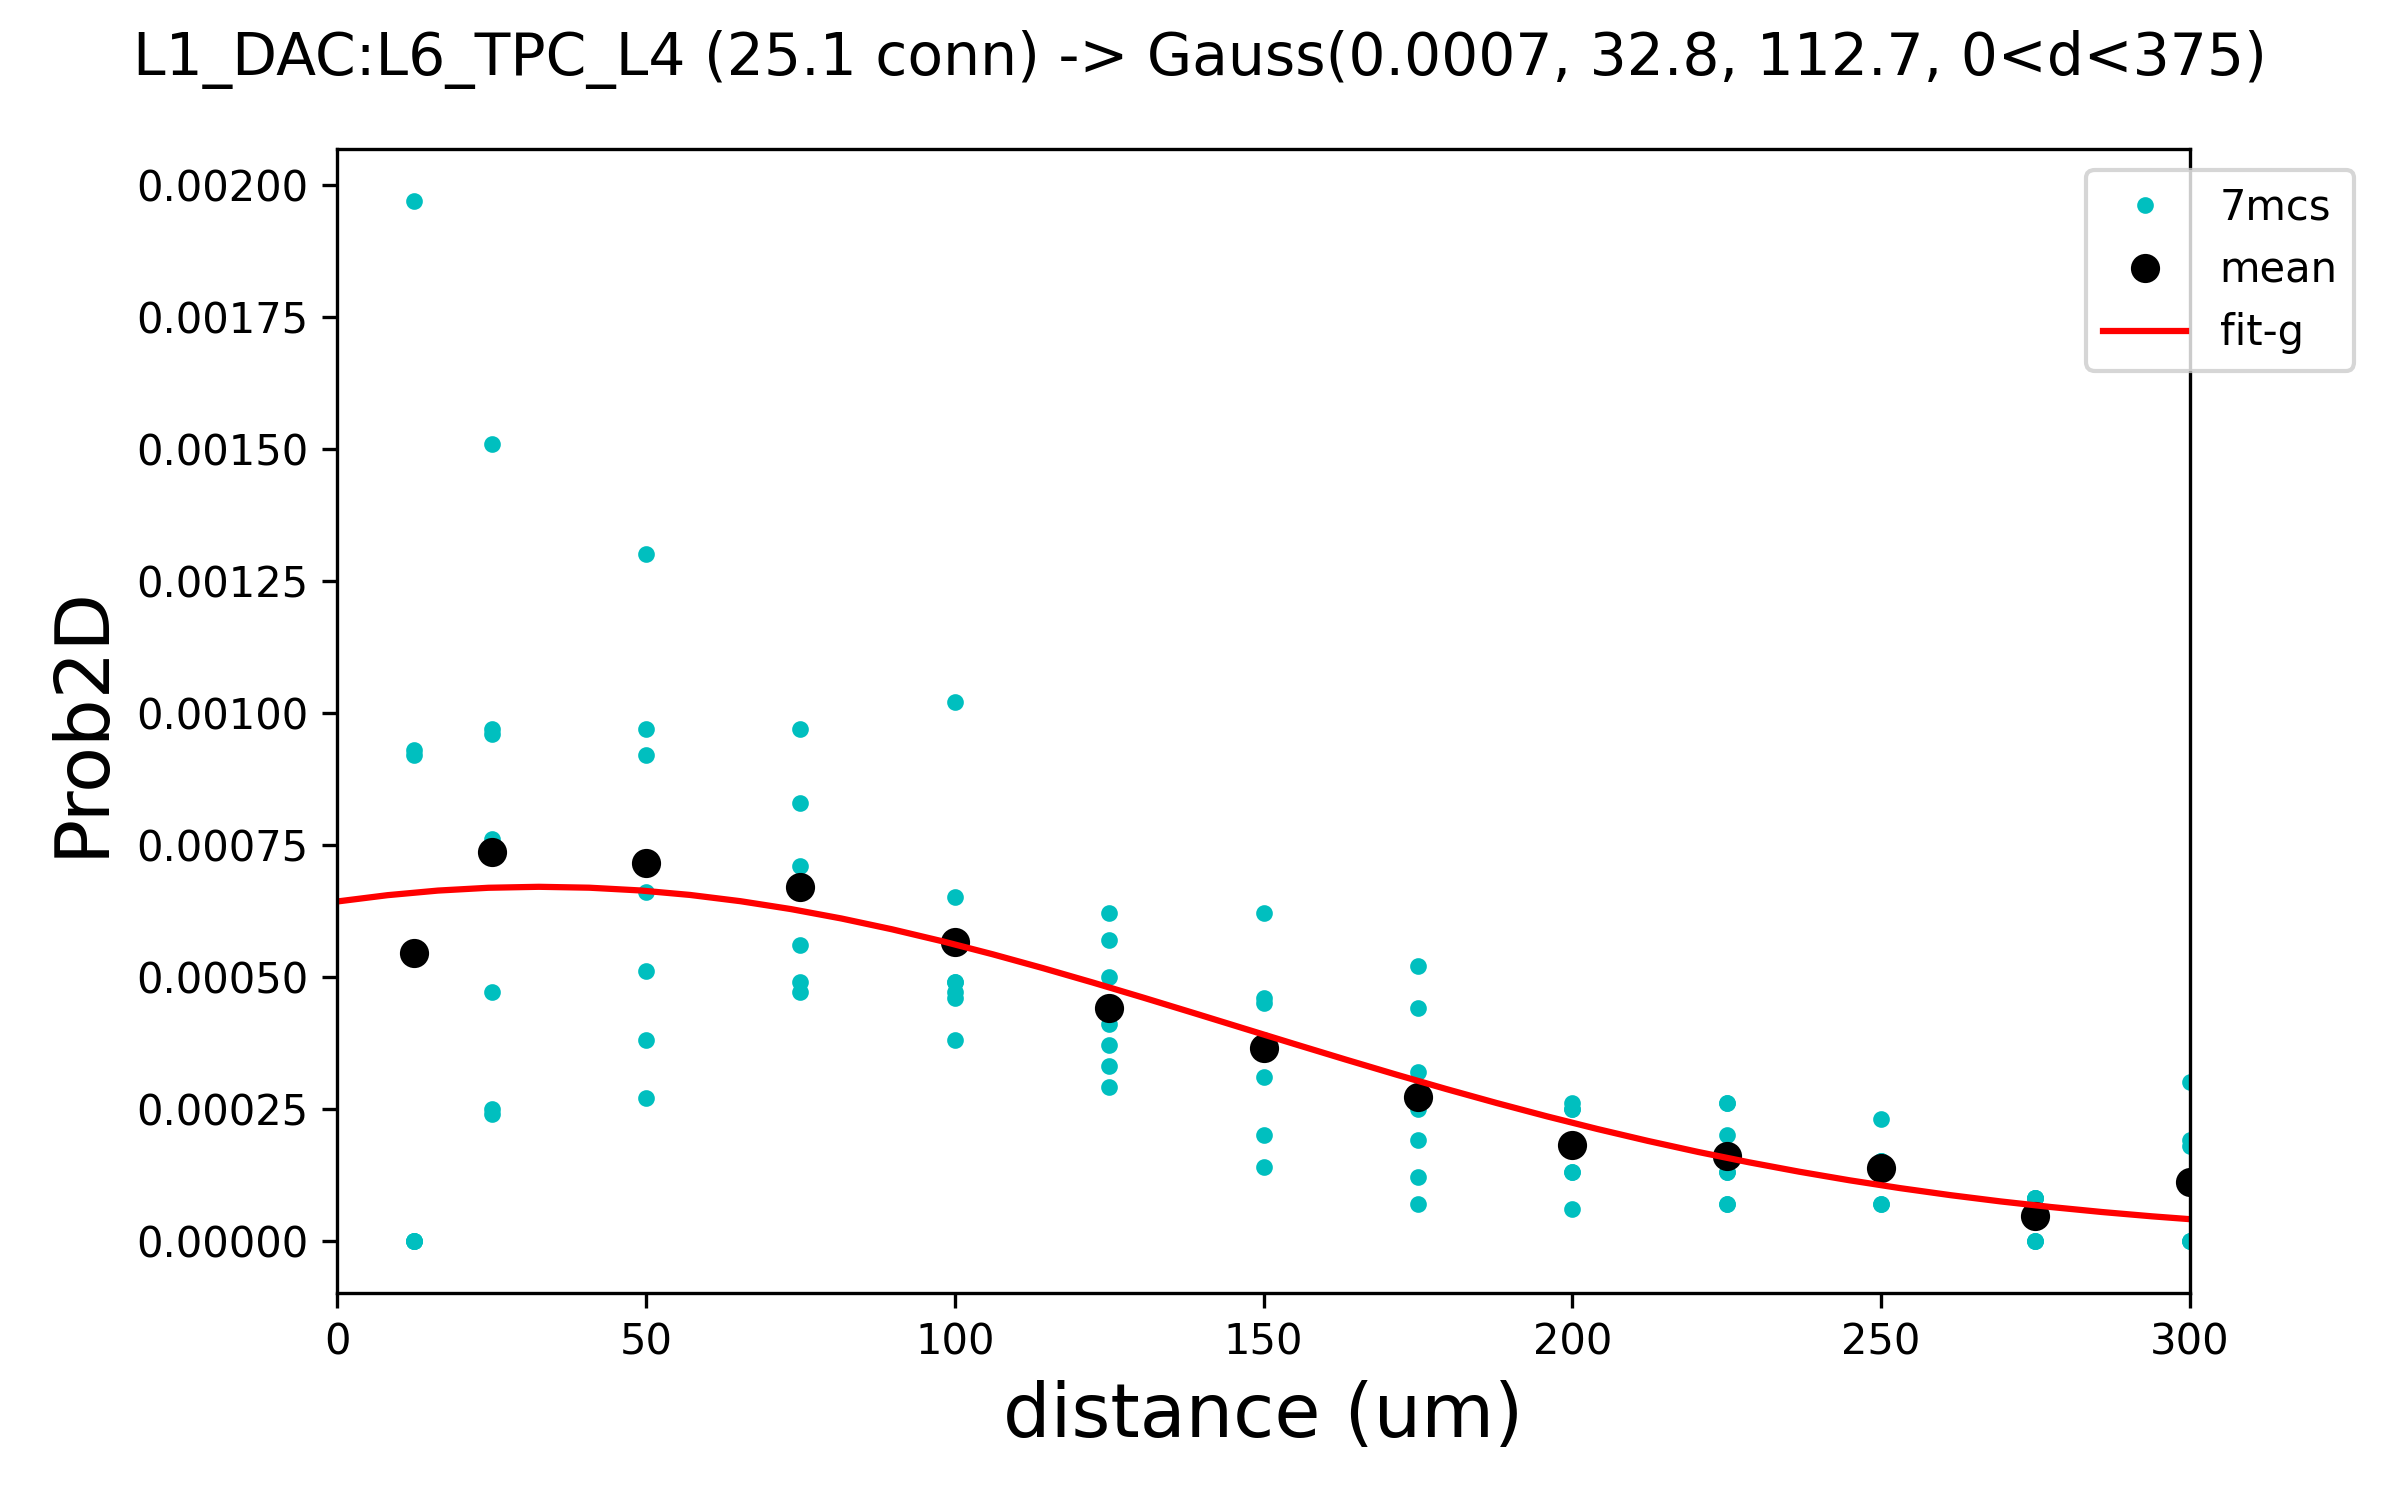 L1_DAC:L6_TPC_L4 (25.1 conn) -> Gauss(0.0007, 32.8, 112.7, 0<d<375)
0.00200
0.00175
0.00150
0.00125
0.00100
0.00075
0.00050
0.00025
0.00000
Prob2D
7mcs
mean
fit-g
0 50 100 150 200 250 300
distance (um)